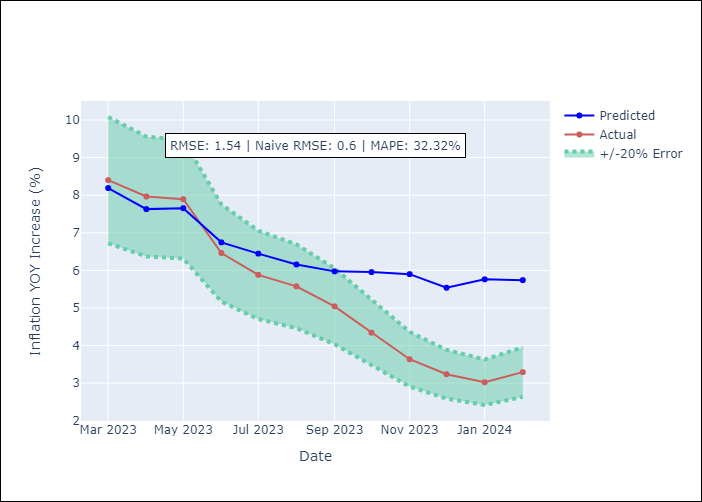 10
9
8
7
6
5
4
3
2
Inflation YOY Increase (%)
RMSE: 1.54 | Naive RMSE: 0.6 | MAPE: 32.32%
Predicted
Actual
+/-20% Error
Mar 2023 May 2023 Jul 2023 Sep 2023 Nov 2023 Jan 2024
Date